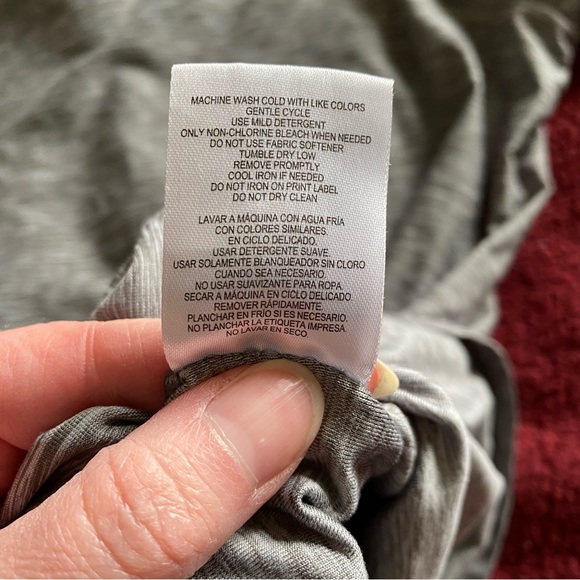 MACHINE WASH COLD WITH LIKE COLORS
GENTLE CYCLE
USE MILD DETERGENT
ONLY NON-CHLORINE BLEACH WHEN NEEDED
DO NOT USE FABRIC SOFTENER
TUMBLE DRY LOW
REMOVE PROMPTLY
COOL IRON IF NEEDED
DO NOT IRON ON PRINT LABEL
DO NOT DRY CLEAN
LAVAR A MÁQUINA CON AGUA FRÍA
CON COLORES SIMILARES.
EN CICLO DELICADO.
USAR DETERGENTE SUAVE.
USAR SOLAMENTE BLANQUEADOR SIN CLORO
CUANDO SEA NECESARIO.
NO USAR SUAVIZANTE PARA ROPA
SECAR A MÁQUINA EN CICLO DELICADO
REMOVER RÁPIDAMENTE.
PLANCHAR EN FRÍO SI ES NECESARIO.
NO PLANCHAR LA ETIQUETA IMPRESA.
NO LAVAR EN SECO